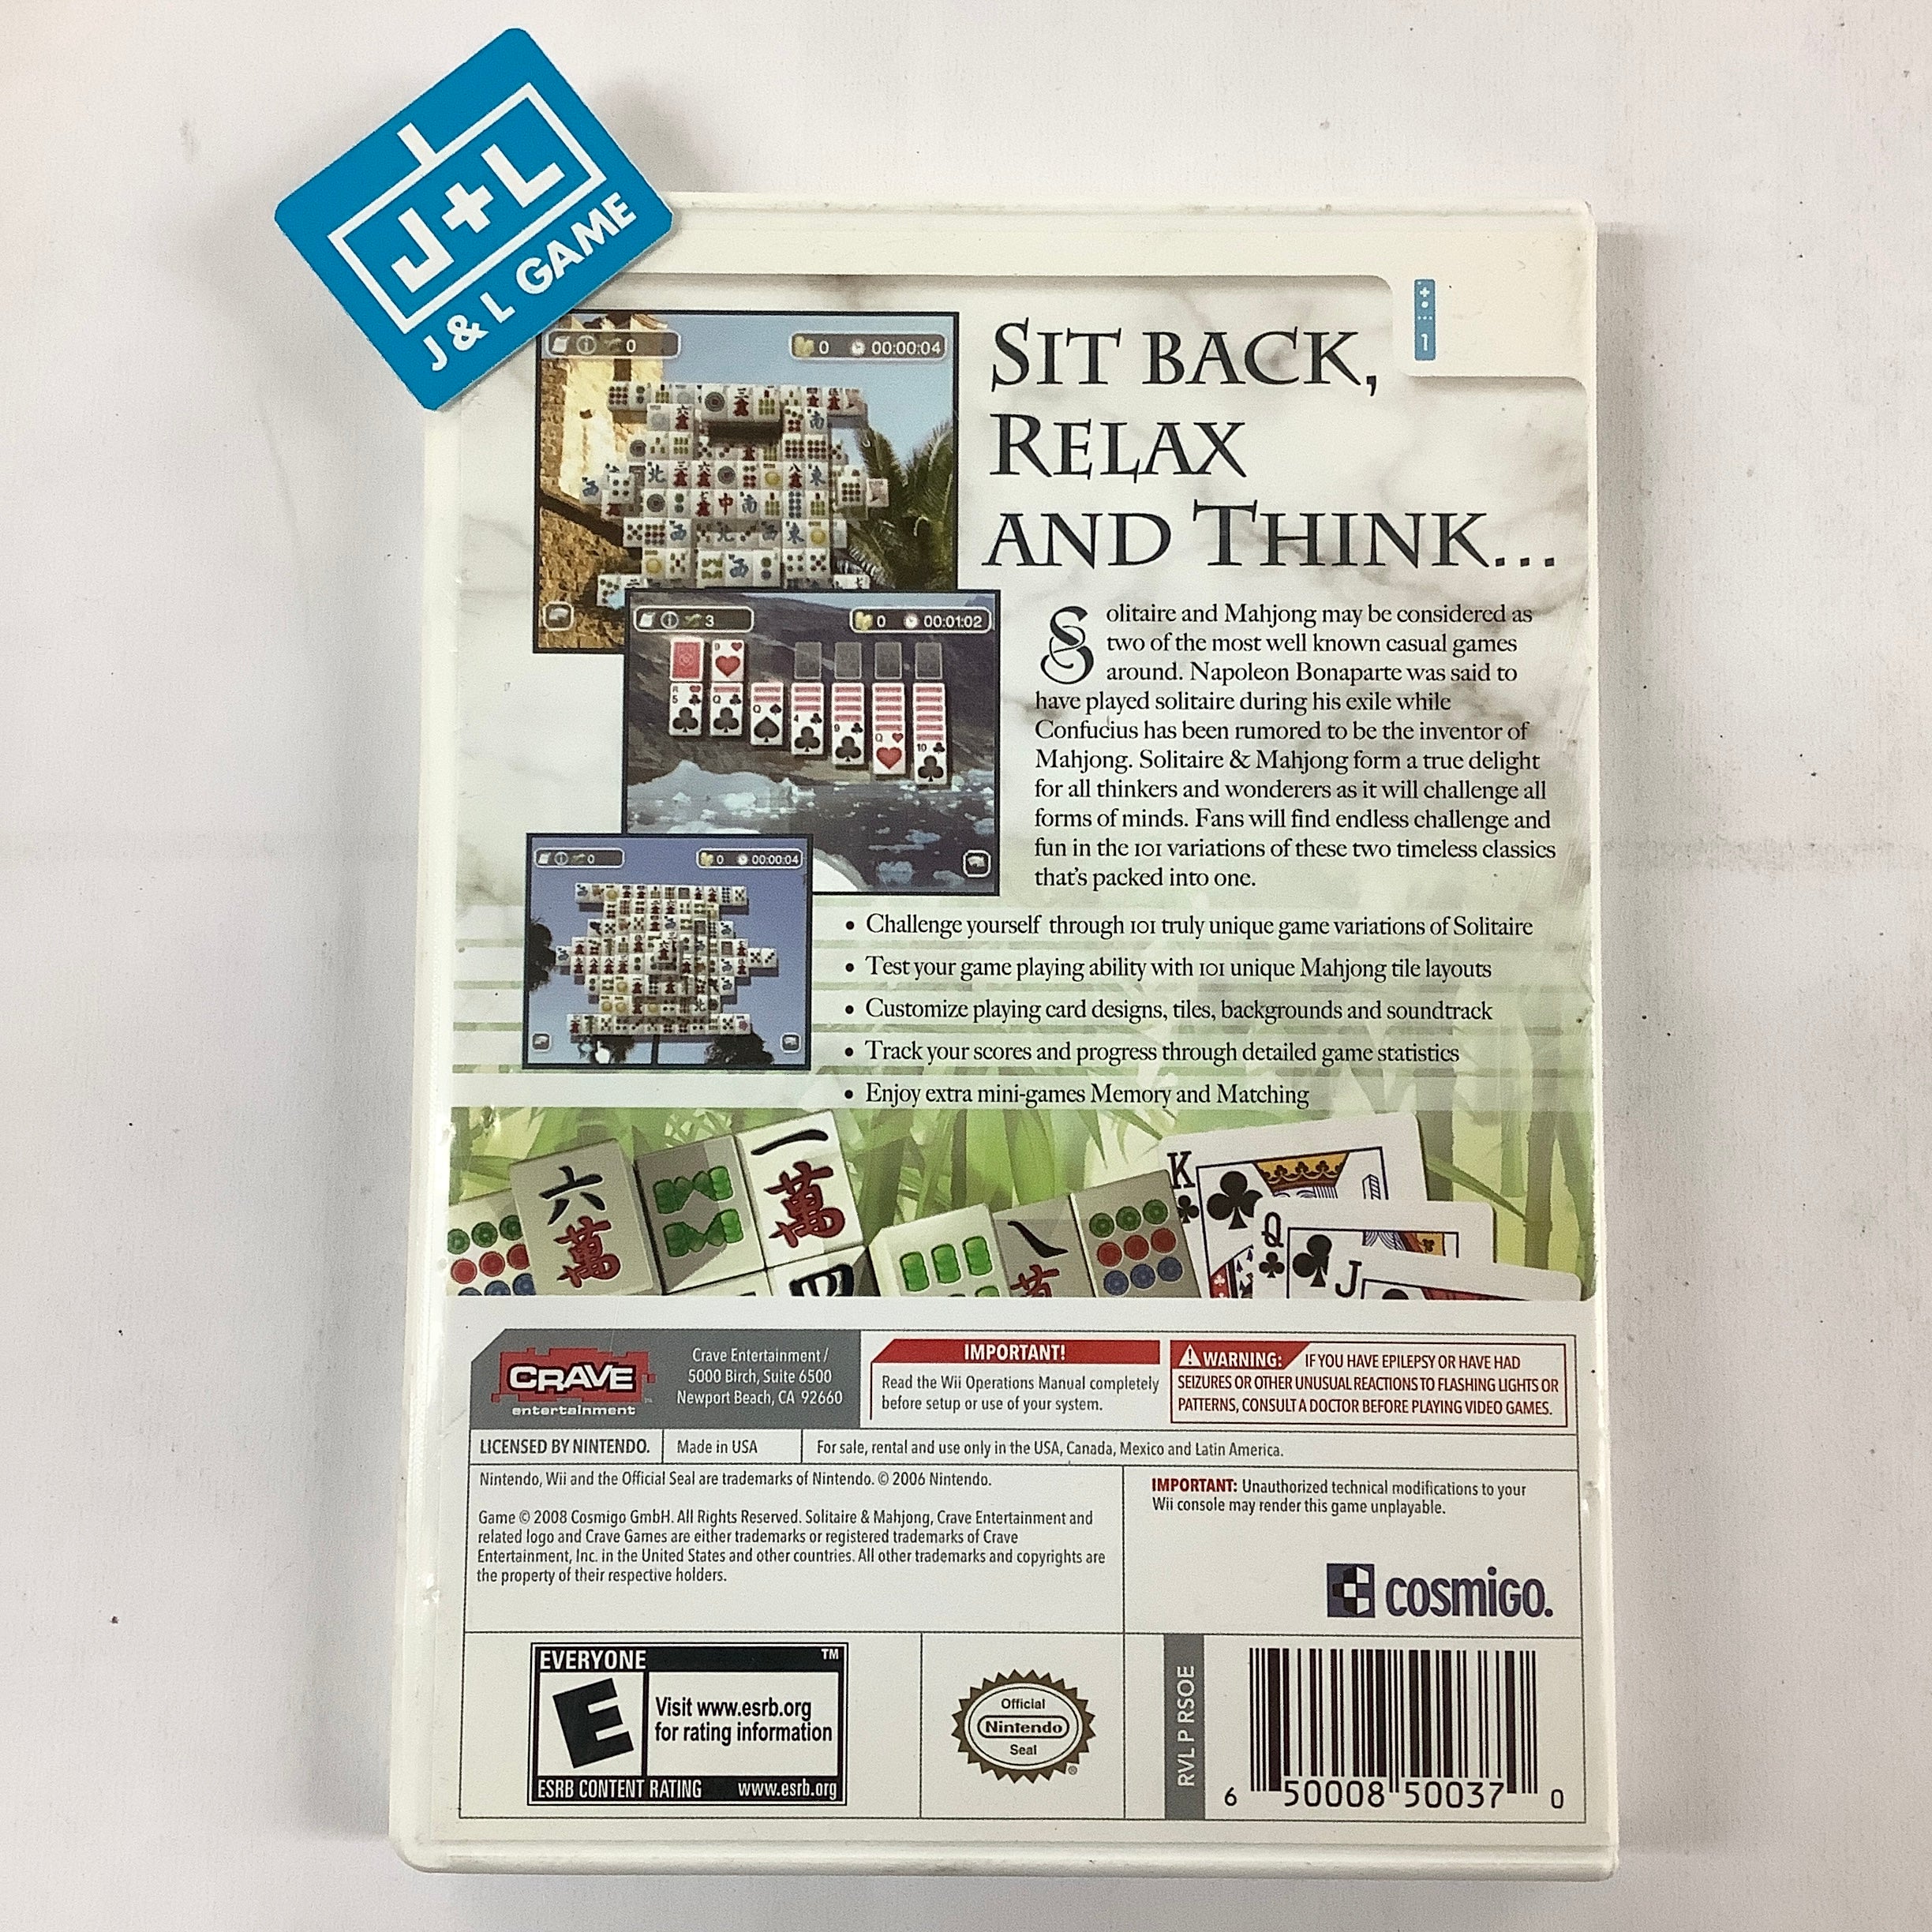 J+L
J & L GAME
0
0 00:00:04
1
SIT BACK,
RELAX
AND THINK...
3
0 00:01:02
Solitaire and Mahjong may be considered as
two of the most well known casual games
around. Napoleon Bonaparte was said to
have played solitaire during his exile while
Confucius has been rumored to be the inventor of
Mahjong. Solitaire & Mahjong form a true delight
for all thinkers and wonderers as it will challenge all
forms of minds. Fans will find endless challenge and
fun in the 101 variations of these two timeless classics
that's packed into one.
0
0 00:00:04
• Challenge yourself through 101 truly unique game variations of Solitaire
• Test your game playing ability with 101 unique Mahjong tile layouts
• Customize playing card designs, tiles, backgrounds and soundtrack
• Track your scores and progress through detailed game statistics
• Enjoy extra mini-games Memory and Matching
六萬
一萬
四
八萬
K
Q
J
CRAVE
entertainment
Crave Entertainment /
5000 Birch, Suite 6500
Newport Beach, CA 92660
IMPORTANT!
Read the Wii Operations Manual completely
before setup or use of your system.
WARNING: IF YOU HAVE EPILEPSY OR HAVE HAD
SEIZURES OR OTHER UNUSUAL REACTIONS TO FLASHING LIGHTS OR
PATTERNS, CONSULT A DOCTOR BEFORE PLAYING VIDEO GAMES.
LICENSED BY NINTENDO.
Made in USA
For sale, rental and use only in the USA, Canada, Mexico and Latin America.
Nintendo, Wii and the Official Seal are trademarks of Nintendo. © 2006 Nintendo.
Game © 2008 Cosmigo GmbH. All Rights Reserved. Solitaire & Mahjong, Crave Entertainment and
related logo and Crave Games are either trademarks or registered trademarks of Crave
Entertainment, Inc. in the United States and other countries. All other trademarks and copyrights are
the property of their respective holders.
IMPORTANT: Unauthorized technical modifications to your
Wii console may render this game unplayable.
COSMIGO.
EVERYONE ™
E
Visit www.esrb.org
for rating information
ESRB CONTENT RATING www.esrb.org
Official
Nintendo
Seal
®
RVL P RSOE
6 50008 50037 0